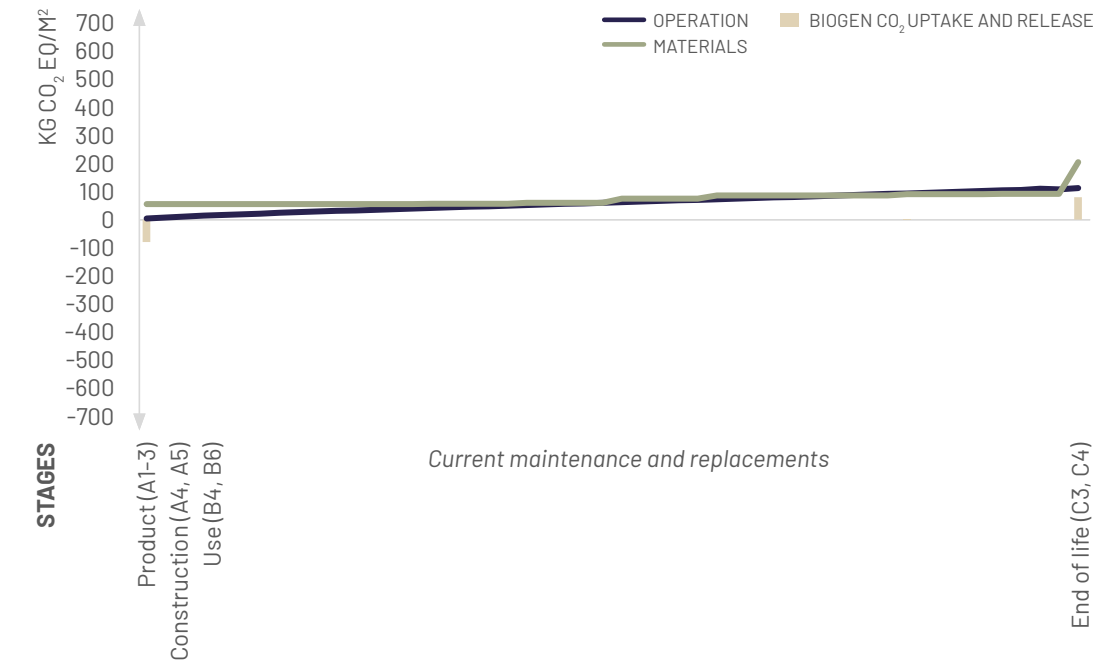 KG CO₂ EQ/M²
700
600
500
400
300
200
100
0
-100
-200
-300
-400
-500
-600
-700
OPERATION
MATERIALS
BIOGEN CO₂ UPTAKE AND RELEASE
STAGES
Product (A1-3)
Construction (A4, A5)
Use (B4, B6)
Current maintenance and replacements
End of life (C3, C4)